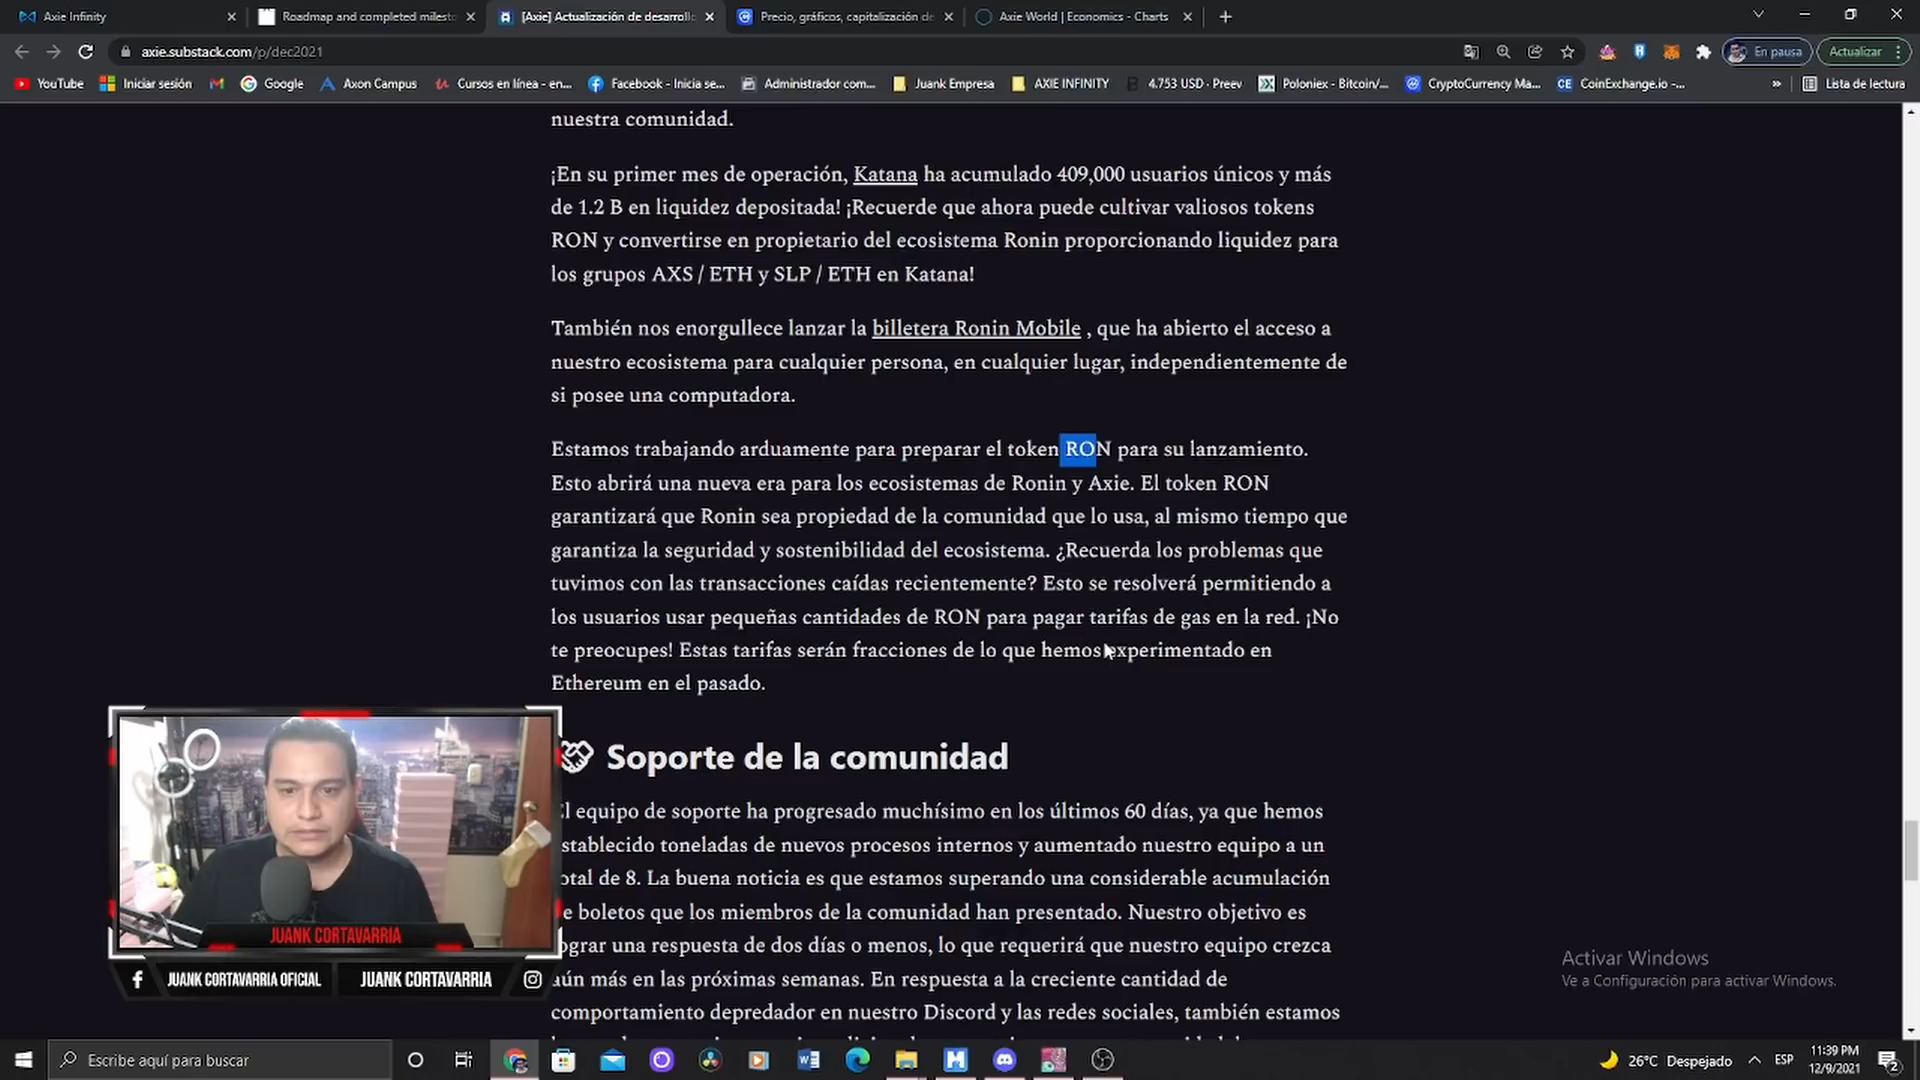 Axie Infinity
Roadmap and completed milest
[Axie] Actualización de desarroll
Precio, gráficos, capitalización de
Axie World | Economics - Charts
axie.substack.com/p/dec2021
En pausa
Actualizar
YouTube
Iniciar sesión
Google
Axon Campus
Cursos en línea - en...
Facebook - Inicia se...
Administrador com...
Juank Empresa
AXIE INFINITY
4.753 USD · Preev
Poloniex - Bitcoin/...
CryptoCurrency Ma...
CoinExchange.io -...
»
Lista de lectura
nuestra comunidad.
¡En su primer mes de operación, Katana ha acumulado 409,000 usuarios únicos y más
de 1.2 B en liquidez depositada! ¡Recuerde que ahora puede cultivar valiosos tokens
RON y convertirse en propietario del ecosistema Ronin proporcionando liquidez para
los grupos AXS / ETH y SLP / ETH en Katana!
También nos enorgullece lanzar la billetera Ronin Mobile , que ha abierto el acceso a
nuestro ecosistema para cualquier persona, en cualquier lugar, independientemente de
si posee una computadora.
Estamos trabajando arduamente para preparar el token RON para su lanzamiento.
Esto abrirá una nueva era para los ecosistemas de Ronin y Axie. El token RON
garantizará que Ronin sea propiedad de la comunidad que lo usa, al mismo tiempo que
garantiza la seguridad y sostenibilidad del ecosistema. ¿Recuerda los problemas que
tuvimos con las transacciones caídas recientemente? Esto se resolverá permitiendo a
los usuarios usar pequeñas cantidades de RON para pagar tarifas de gas en la red. ¡No
te preocupes! Estas tarifas serán fracciones de lo que hemos experimentado en
Ethereum en el pasado.
Soporte de la comunidad
El equipo de soporte ha progresado muchísimo en los últimos 60 días, ya que hemos
establecido toneladas de nuevos procesos internos y aumentado nuestro equipo a un
total de 8. La buena noticia es que estamos superando una considerable acumulación
de boletos que los miembros de la comunidad han presentado. Nuestro objetivo es
lograr una respuesta de dos días o menos, lo que requerirá que nuestro equipo crezca
aún más en las próximas semanas. En respuesta a la creciente cantidad de
comportamiento depredador en nuestro Discord y las redes sociales, también estamos
JUANK CORTAVARRIA
JUANK CORTAVARRIA OFICIAL
JUANK CORTAVARRIA
Activar Windows
Ve a Configuración para activar Windows.
Escribe aquí para buscar
26°C Despejado
ESP
11:39 PM
12/9/2021
2